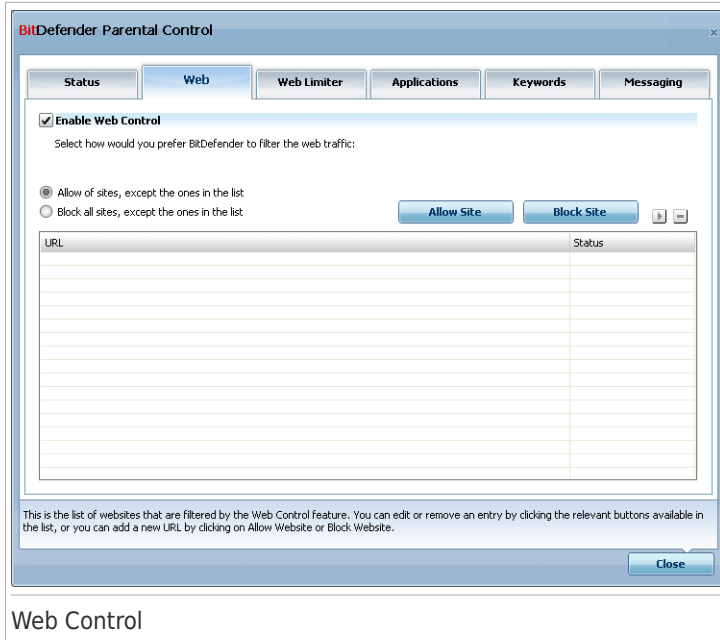 BitDefender Parental Control
Status Web Web Limiter Applications Keywords Messaging
Enable Web Control
Select how would you prefer BitDefender to filter the web traffic:
Allow of sites, except the ones in the list
Block all sites, except the ones in the list
Allow Site Block Site
URL Status
This is the list of websites that are filtered by the Web Control feature. You can edit or remove an entry by clicking the relevant buttons available in
the list, or you can add a new URL by clicking on Allow Website or Block Website.
Close
Web Control